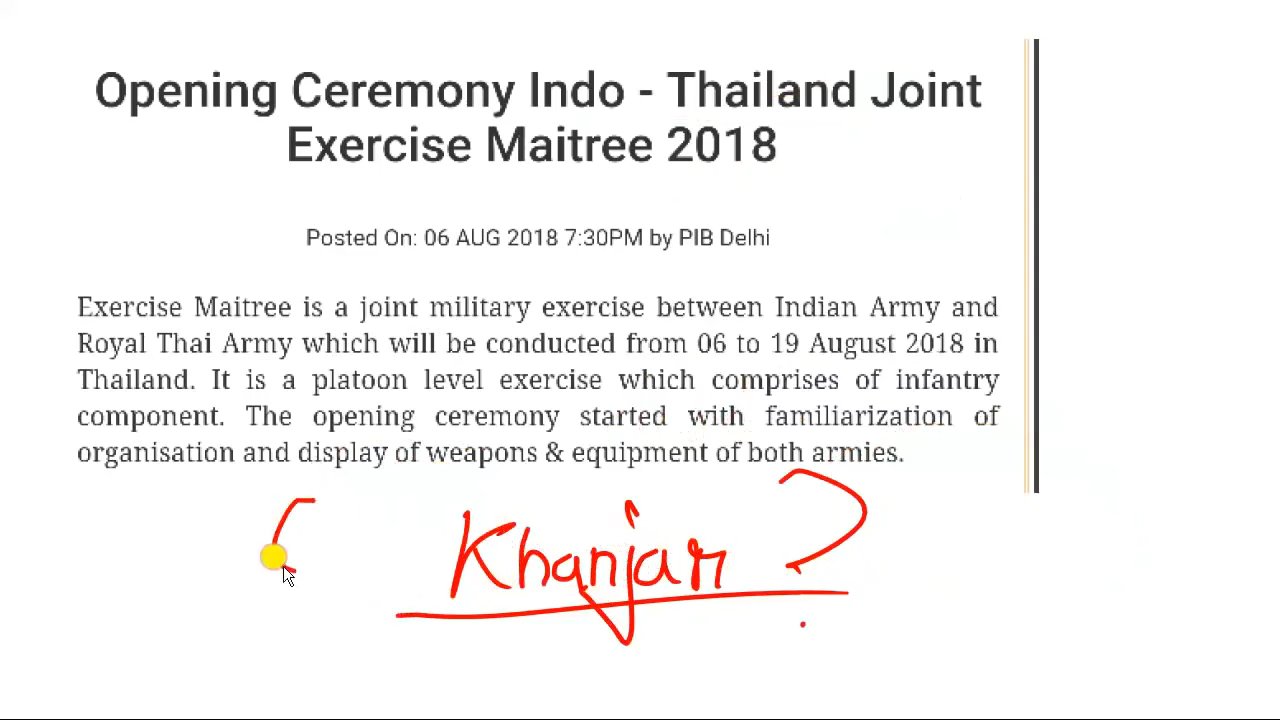 Opening Ceremony Indo - Thailand Joint
Exercise Maitree 2018
Posted On: 06 AUG 2018 7:30PM by PIB Delhi
Exercise Maitree is a joint military exercise between Indian Army and
Royal Thai Army which will be conducted from 06 to 19 August 2018 in
Thailand. It is a platoon level exercise which comprises of infantry
component. The opening ceremony started with familiarization of
organisation and display of weapons & equipment of both armies.
Khanjar ?